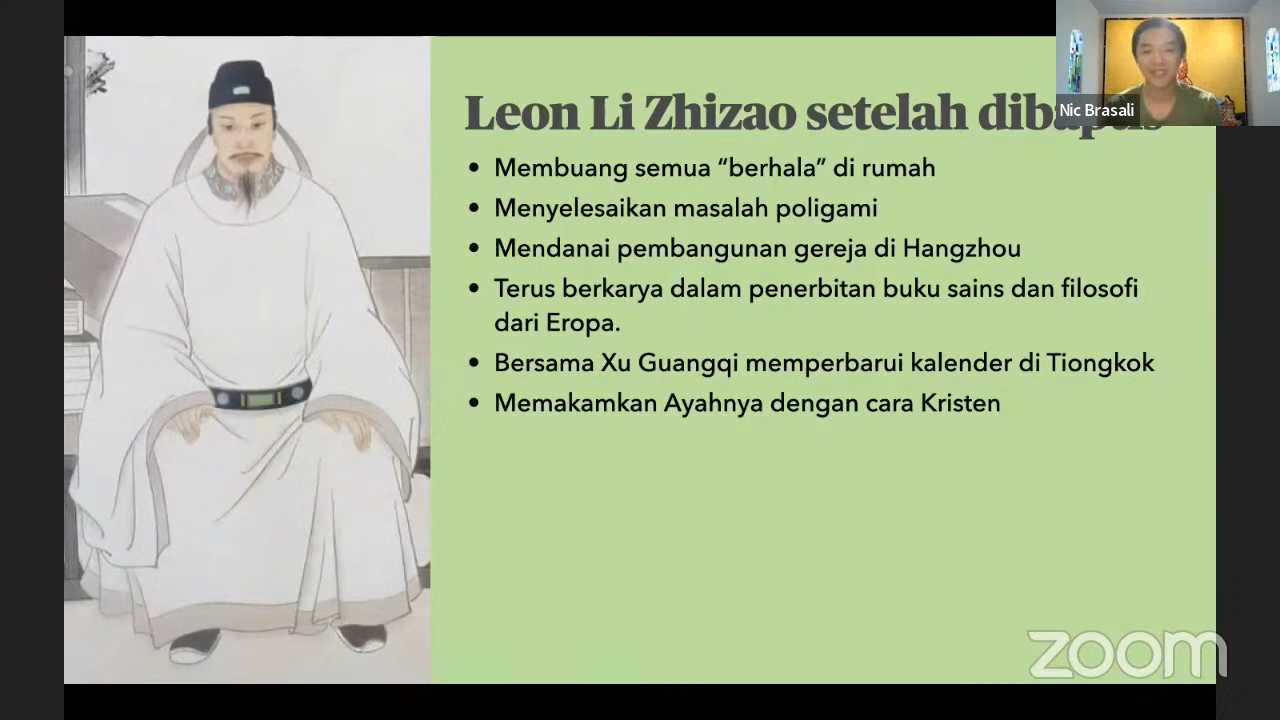 Nic Brasali
Leon Li Zhizao setelah
Membuang semua “berhala” di rumah
Menyelesaikan masalah poligami
Mendanai pembangunan gereja di Hangzhou
Terus berkarya dalam penerbitan buku sains dan filosofi
dari Eropa.
Bersama Xu Guangqi memperbarui kalender di Tiongkok
Memakamkan Ayahnya dengan cara Kristen
zoom